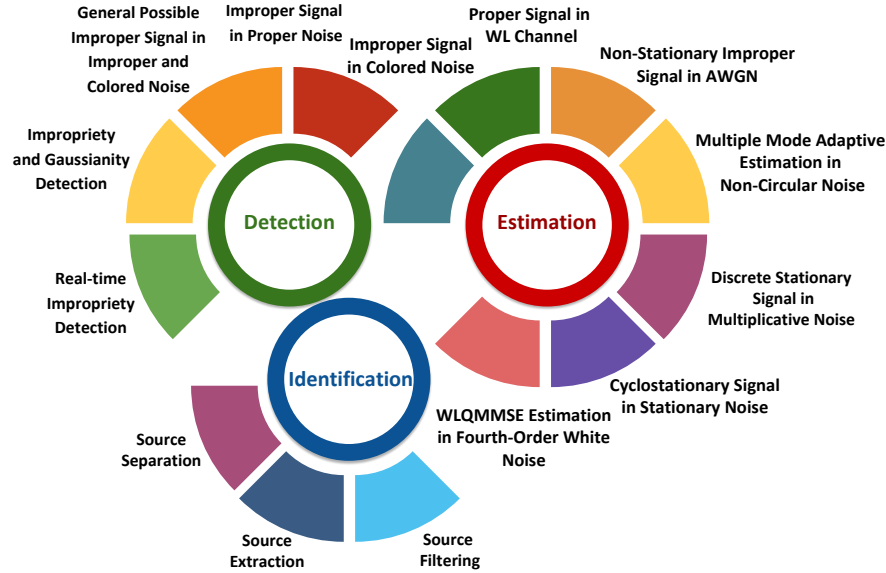 General Possible
Improper Signal in
Improper and
Colored Noise
Improper Signal
in Proper Noise
Improper Signal
in Colored Noise
Proper Signal in
WL Channel
Non-Stationary Improper
Signal in AWGN
Impropriety
and Gaussianity
Detection
Multiple Mode Adaptive
Estimation in
Non-Circular Noise
Detection
Estimation
Real-time
Impropriety
Detection
Discrete Stationary
Signal in
Multiplicative Noise
Identification
Cyclostationary Signal
in Stationary Noise
WLQMMSE Estimation
in Fourth-Order White
Noise
Source
Separation
Source
Extraction
Source
Filtering